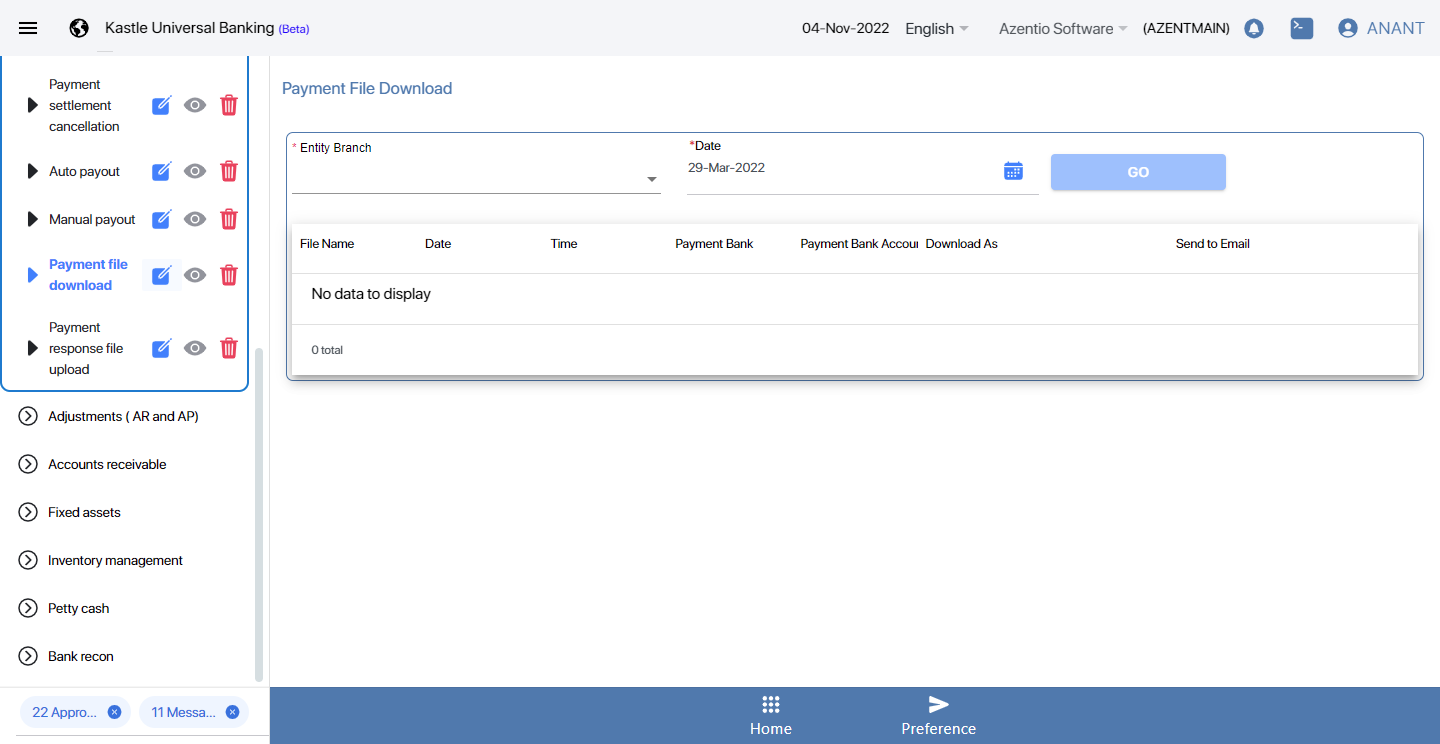 Kastle Universal Banking (Beta)
04-Nov-2022
English
Azentio Software
(AZENTMAIN)
ANANT
Payment
settlement
cancellation
Auto payout
Manual payout
Payment file
download
Payment
response file
upload
Adjustments ( AR and AP)
Accounts receivable
Fixed assets
Inventory management
Petty cash
Bank recon
22 Appro...
11 Messa...
Payment File Download
* Entity Branch
*Date
29-Mar-2022
GO
File Name Date Time Payment Bank Payment Bank Accour Download As Send to Email
No data to display
0 total
Home
Preference